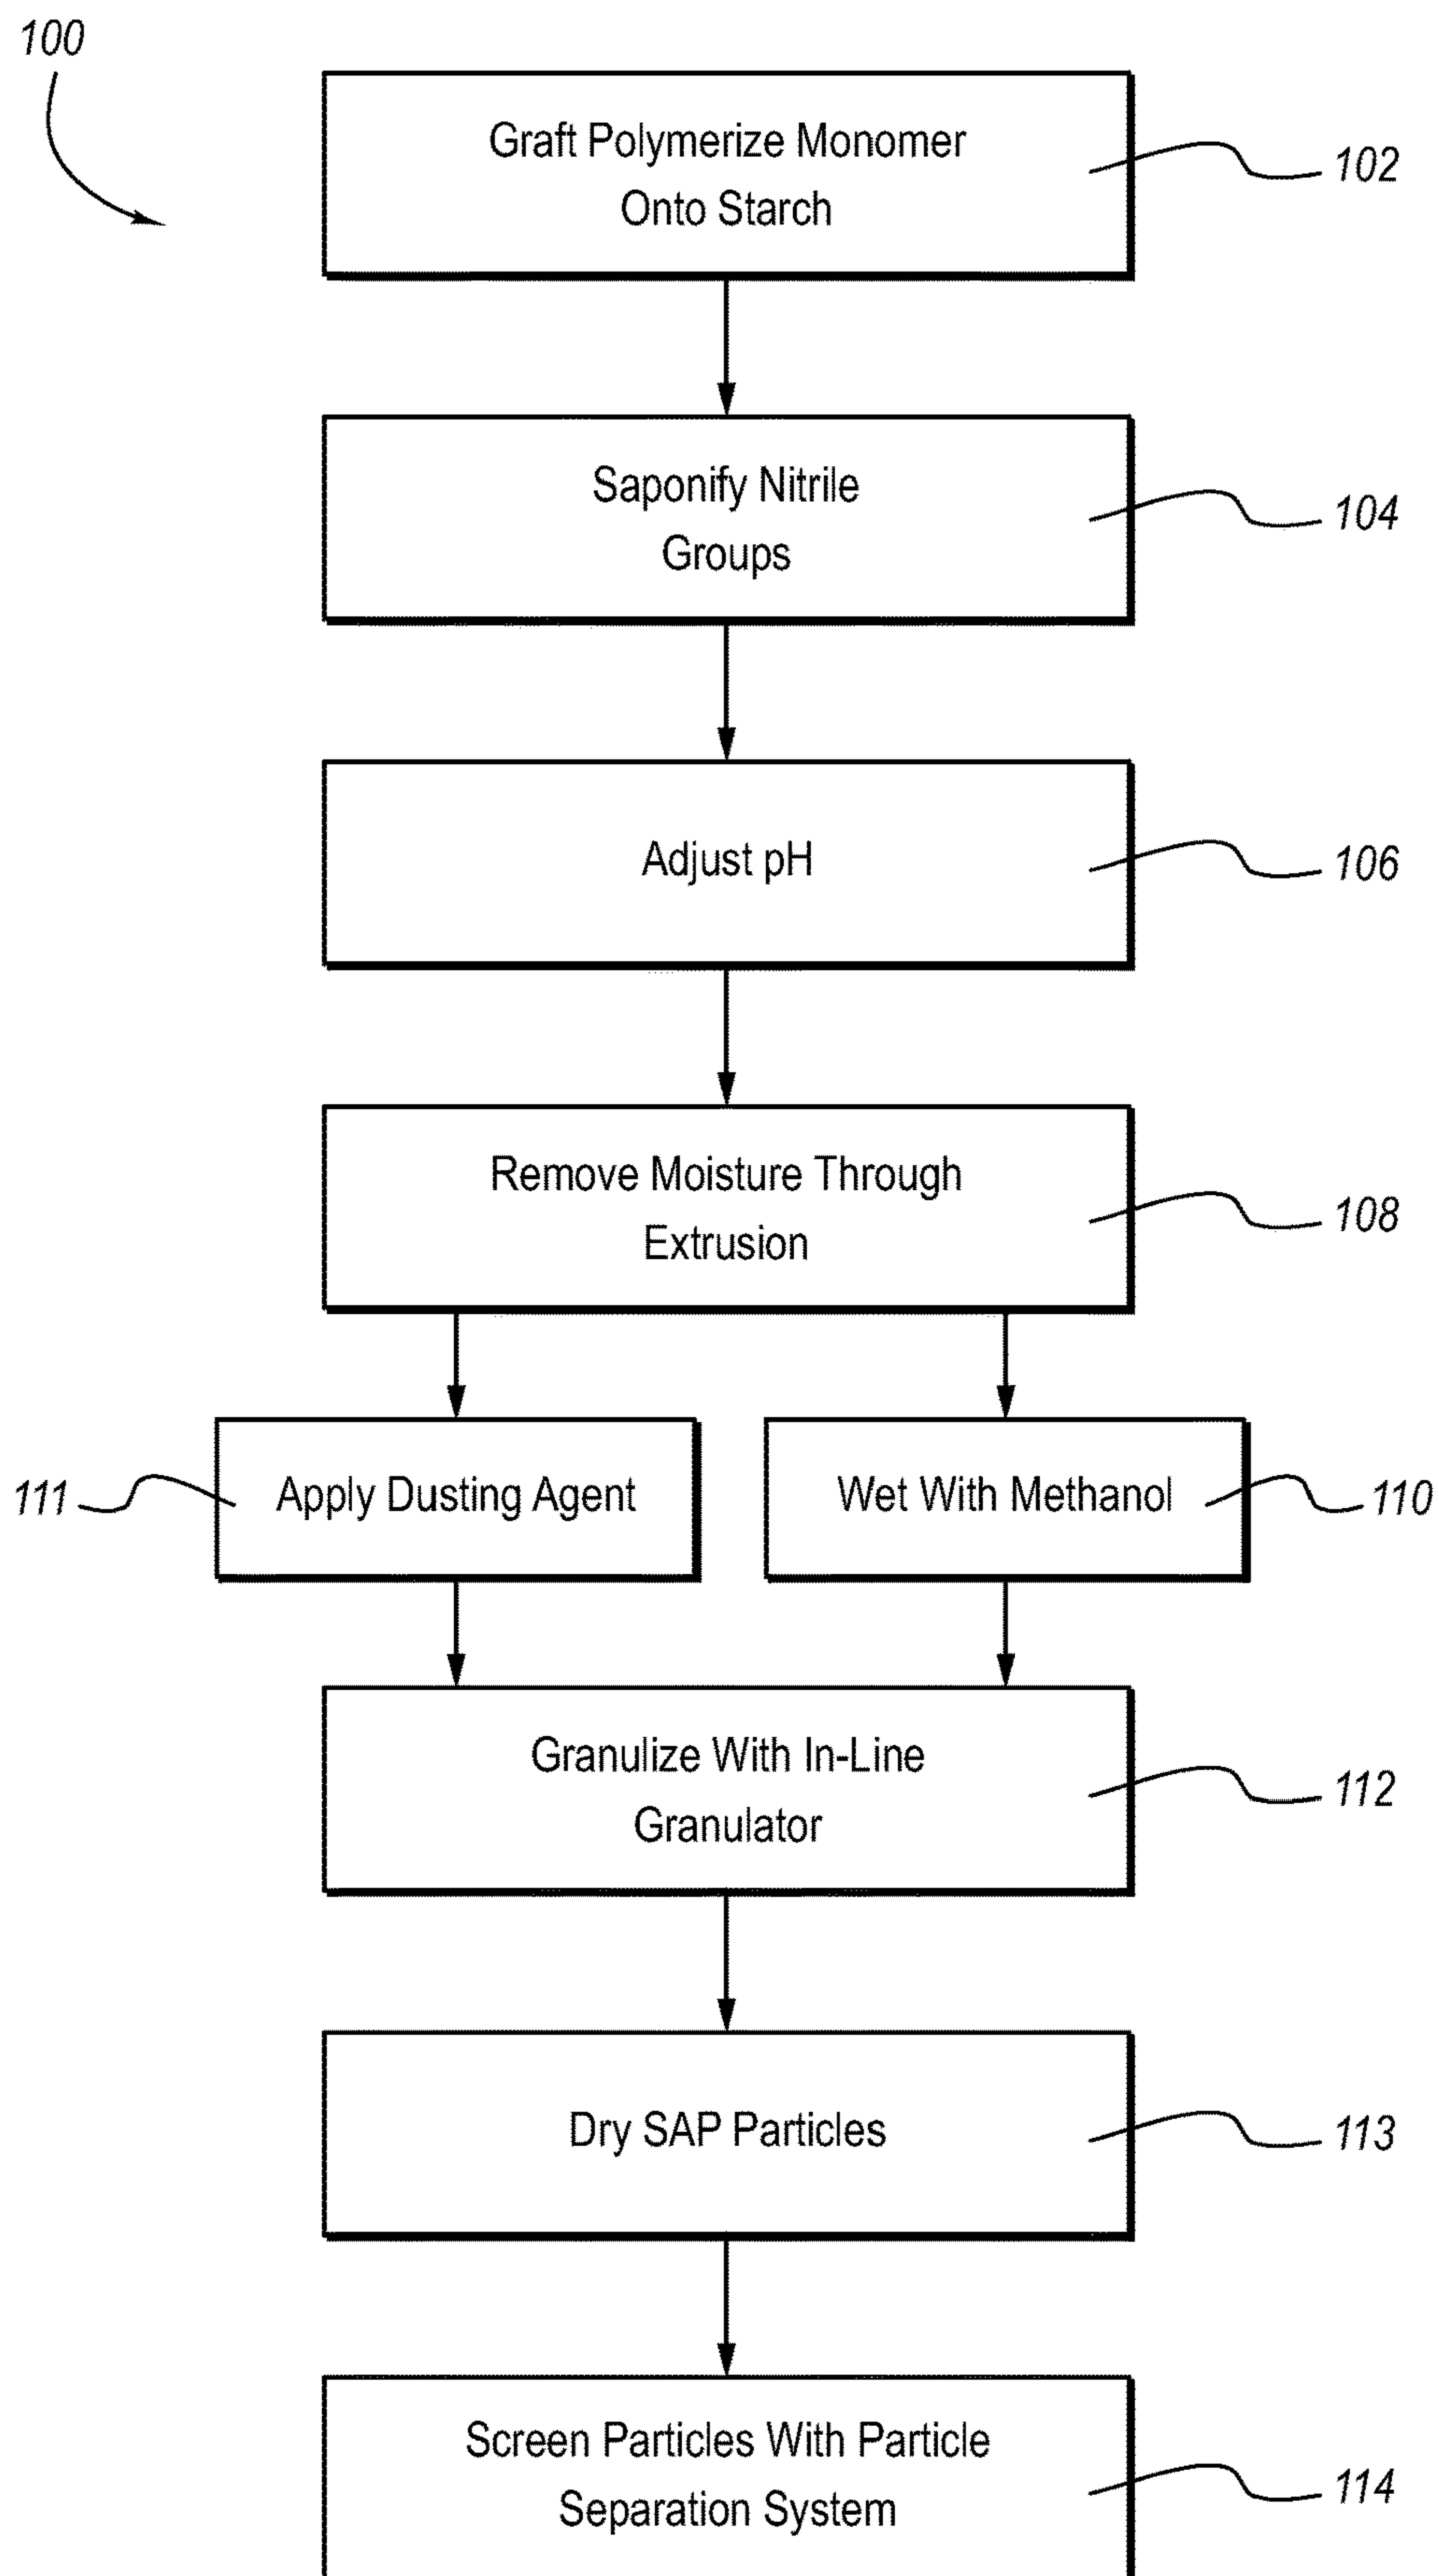 100
Graft Polymerize Monomer
Onto Starch
102
Saponify Nitrile
Groups
104
Adjust pH
106
Remove Moisture Through
Extrusion
108
111
Apply Dusting Agent
Wet With Methanol
110
Granulize With In-Line
Granulator
112
Dry SAP Particles
113
Screen Particles With Particle
Separation System
114